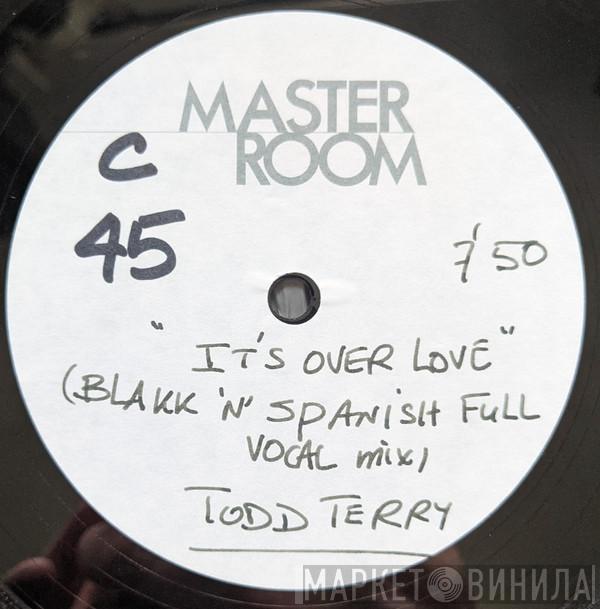 MASTER
ROOM
C
45
7'50
"IT'S OVER LOVE"
(BLAKK 'N' SPANISH FULL
VOCAL mix)
TODD TERRY
МАРКЕТ ВИНИЛА